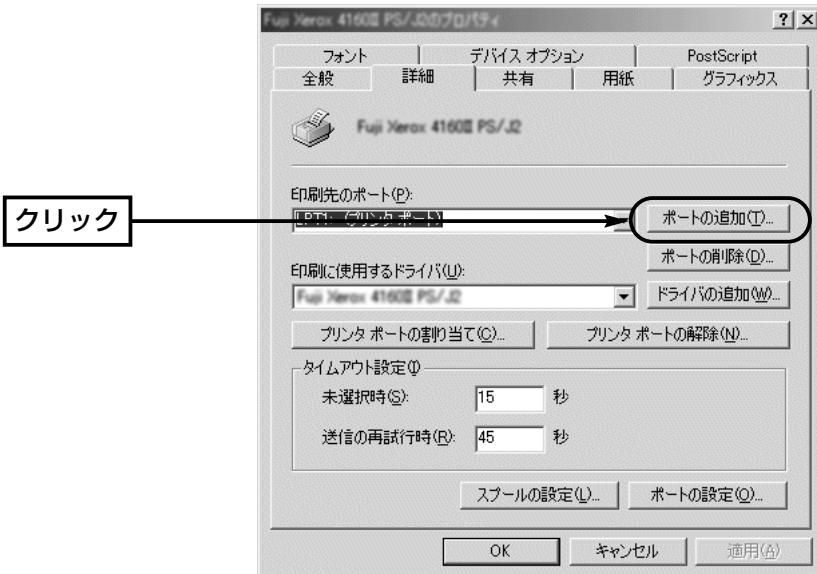 Fuji Xerox 4160Ⅱ PS/J2のプロパティ
フォント デバイス オプション PostScript
全般 詳細 共有 用紙 グラフィックス
Fuji Xerox 4160Ⅱ PS/J2
印刷先のポート(P):
クリック
LPT1: (プリンタ ポート)
ポートの追加(T)...
ポートの削除(D)...
印刷に使用するドライバ(U):
Fuji Xerox 4160Ⅱ PS/J2
ドライバの追加(W)...
プリンタ ポートの割り当て(C)...
プリンタ ポートの解除(N)...
タイムアウト設定(I)
未選択時(S): 15 秒
送信の再試行時(R): 45 秒
スプールの設定(L)...
ポートの設定(O)...
OK
キャンセル
適用(A)